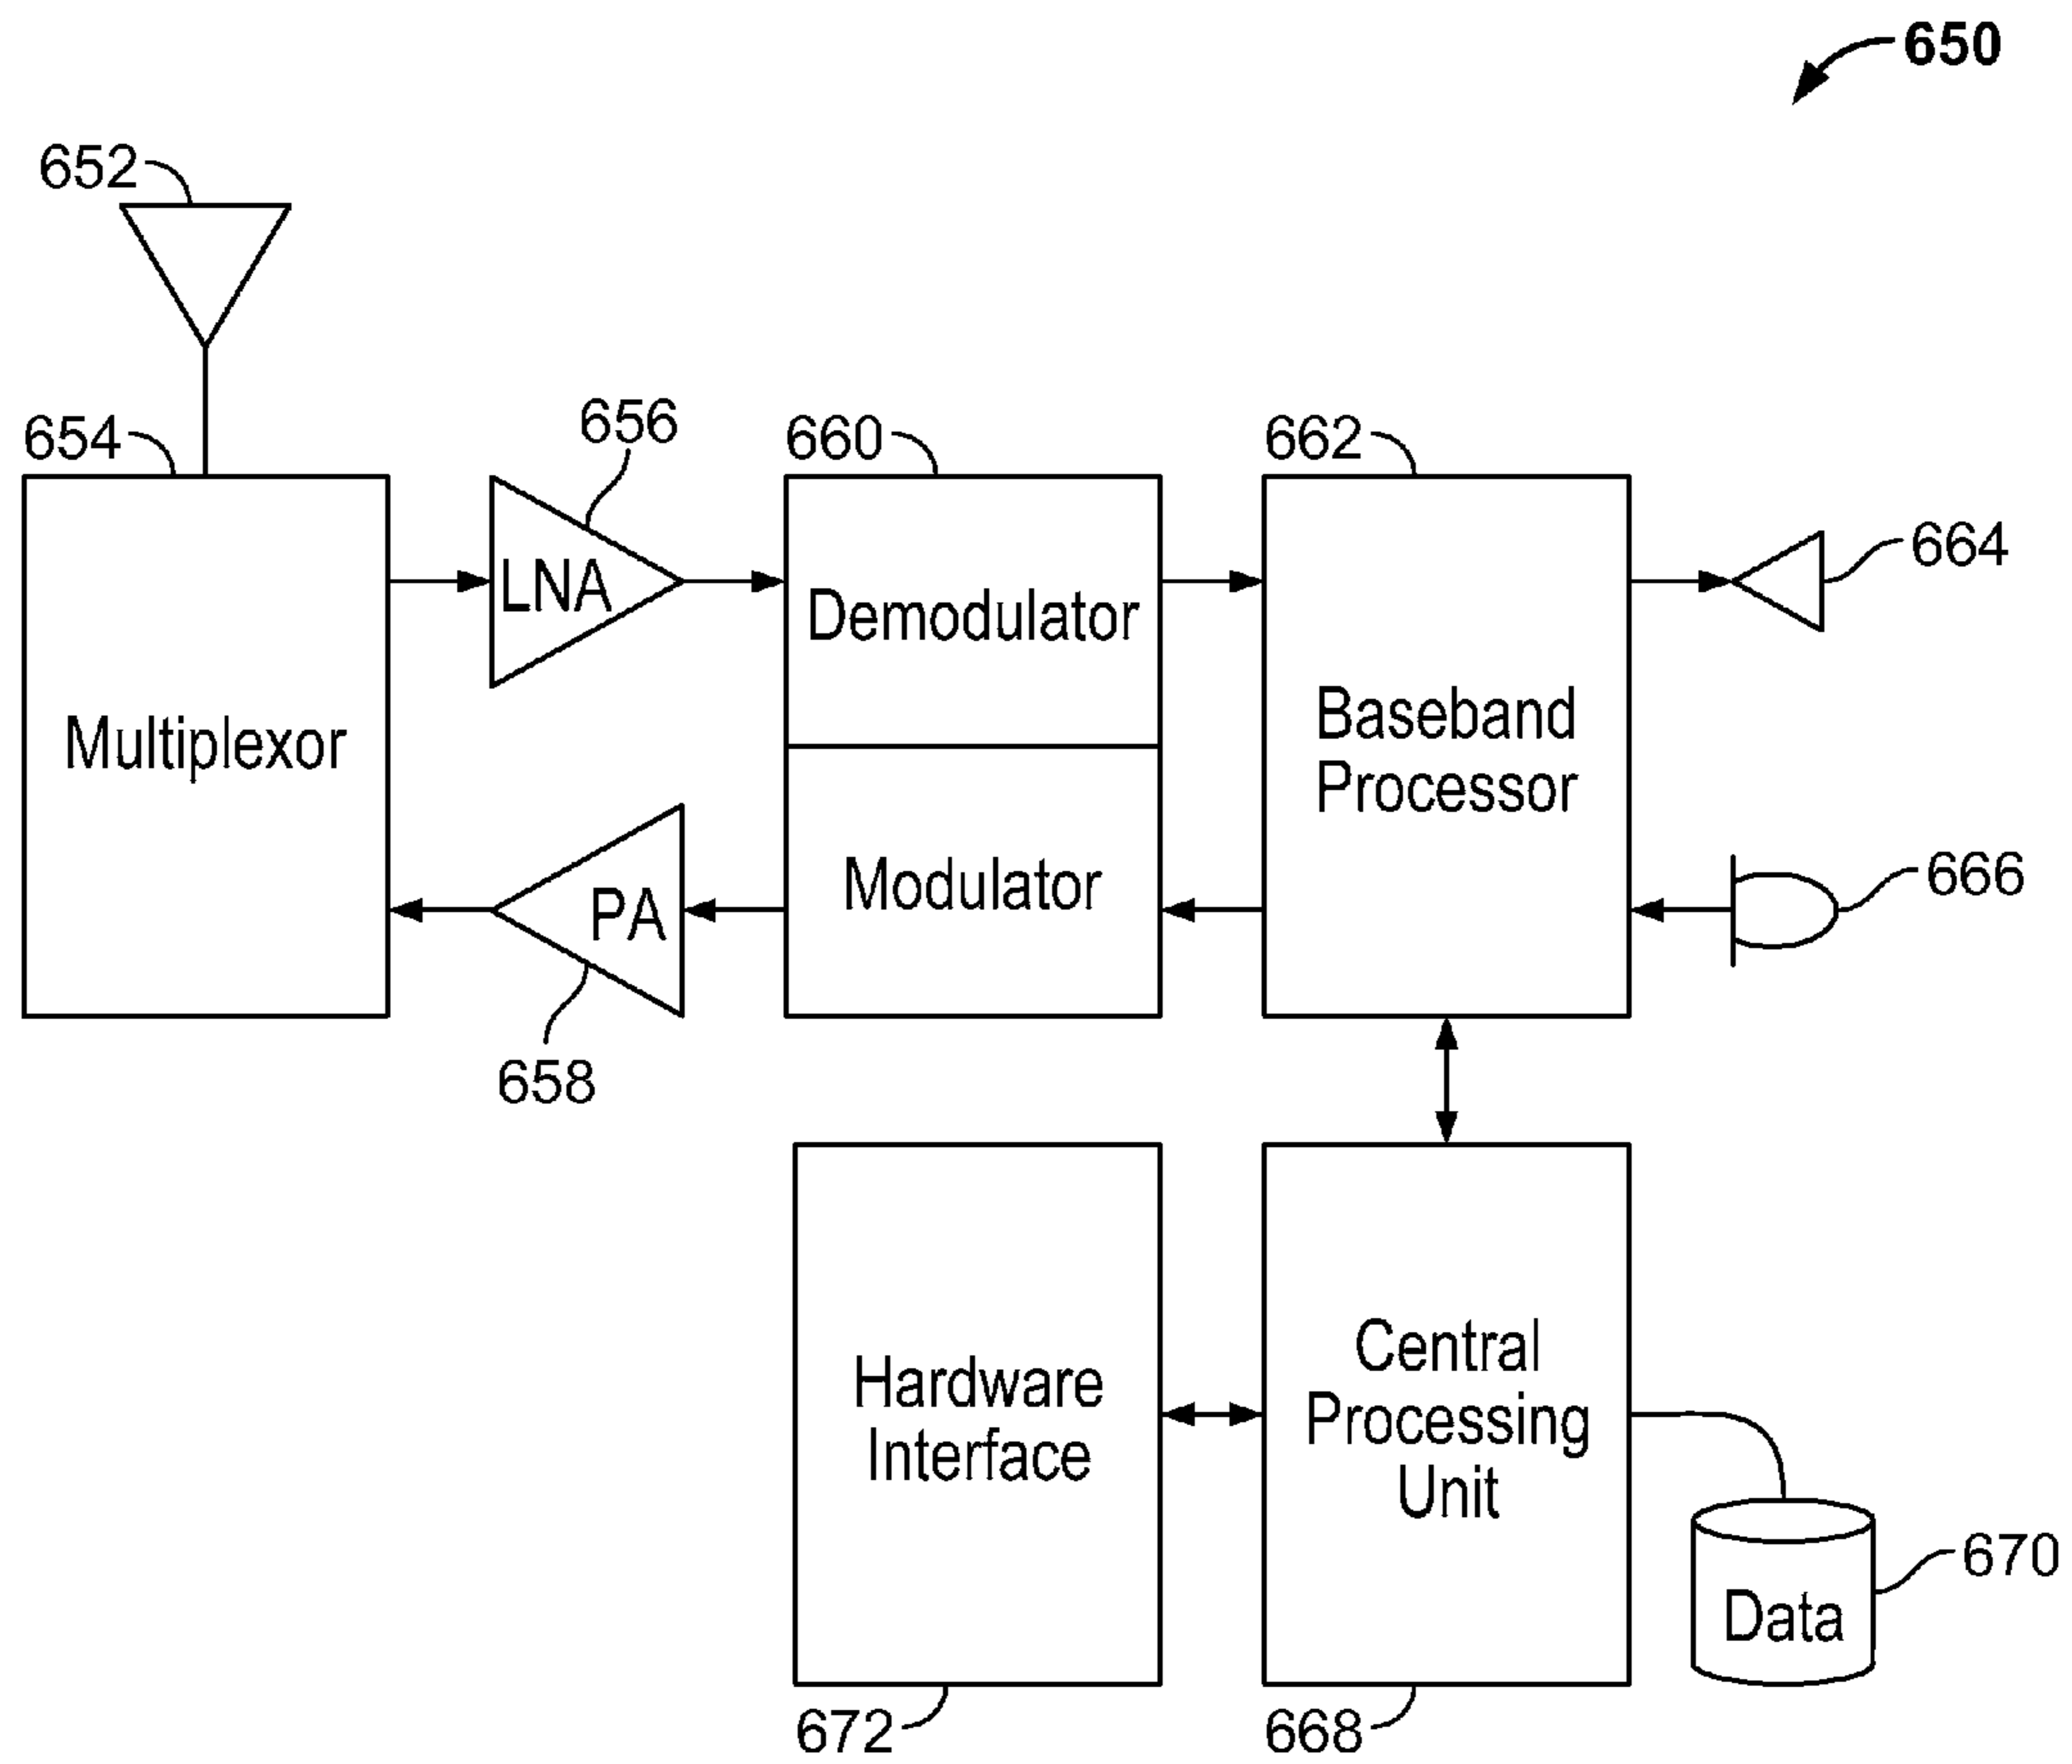 650
652
654
656
660
662
LNA
Demodulator
664
Multiplexor
Baseband
Processor
PA
Modulator
666
658
Hardware
Interface
Central
Processing
Unit
Data
670
672
668